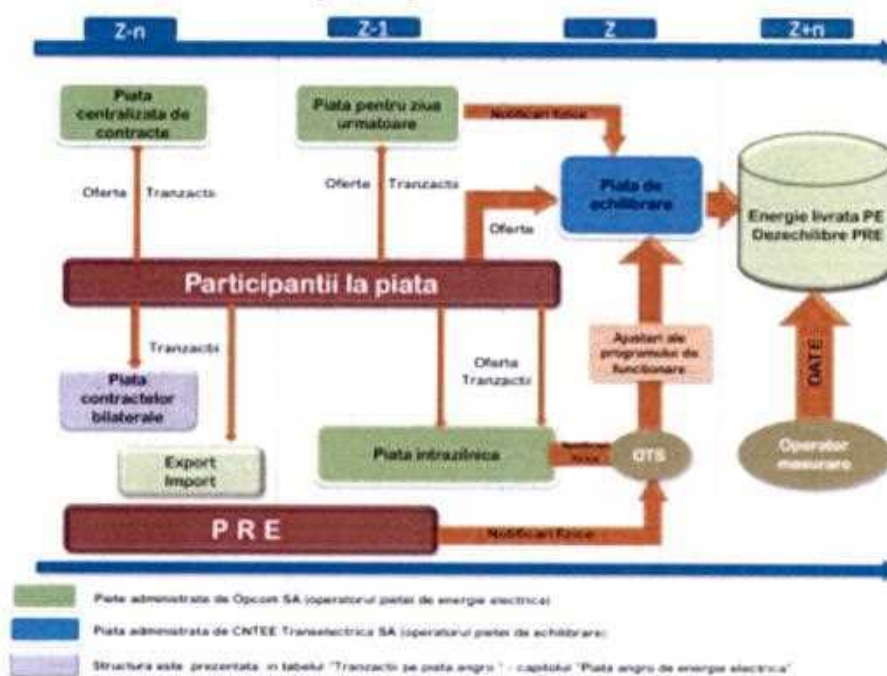 Z-n
Z-1
Z
Z+n
Piata
centralizata de
contracte
Piata pentru ziua
urmatoare
Notificari fizice
Piata de
echilibrare
Energie livrata PE
Dezechilibre PRE
Oferte
Tranzactii
Oferte
Tranzactii
Oferte
Participantii la piata
Tranzactii
Oferte
Tranzactii
Ajustari ale
programului de
functionare
DATE
Piata
contractelor
bilaterale
Piata intrazilnica
Notificari
fizice
OTS
Operator
masurare
Export
Import
P R E
Notificari fizice
Piete administrate de Opcom SA (operatorul pietei de energie electrica)
Piata administrata de CNTEE Transelectrica SA (operatorul pietei de echilibrare)
Structura este prezentata in tabelul "Tranzactii pe piata angro" - capitolul "Piata angro de energie electrica"